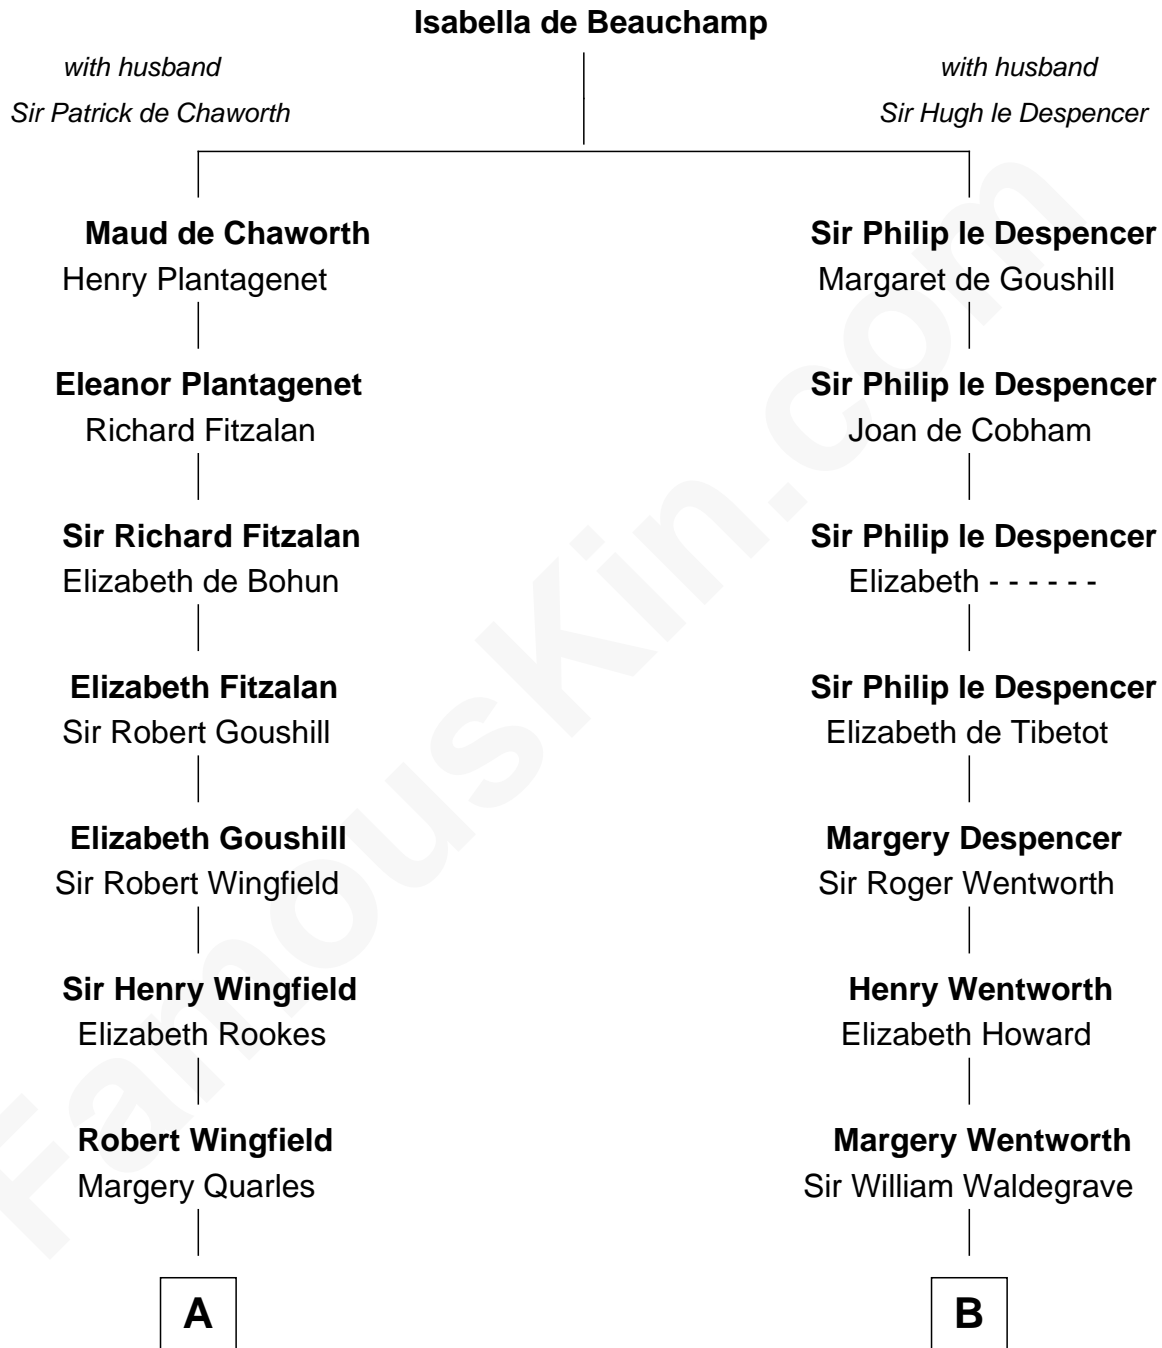 Isabella de Beauchamp
with husband
Sir Patrick de Chaworth
with husband
Sir Hugh le Despencer
Maud de Chaworth
Henry Plantagenet
Sir Philip le Despencer
Margaret de Goushill
Eleanor Plantagenet
Richard Fitzalan
Sir Philip le Despencer
Joan de Cobham
Sir Richard Fitzalan
Elizabeth de Bohun
Sir Philip le Despencer
Elizabeth - - - - - -
Elizabeth Fitzalan
Sir Robert Goushill
Sir Philip le Despencer
Elizabeth de Tibetot
Elizabeth Goushill
Sir Robert Wingfield
Margery Despencer
Sir Roger Wentworth
Sir Henry Wingfield
Elizabeth Rookes
Henry Wentworth
Elizabeth Howard
Robert Wingfield
Margery Quarles
Margery Wentworth
Sir William Waldegrave
A
B
FamousKin.com